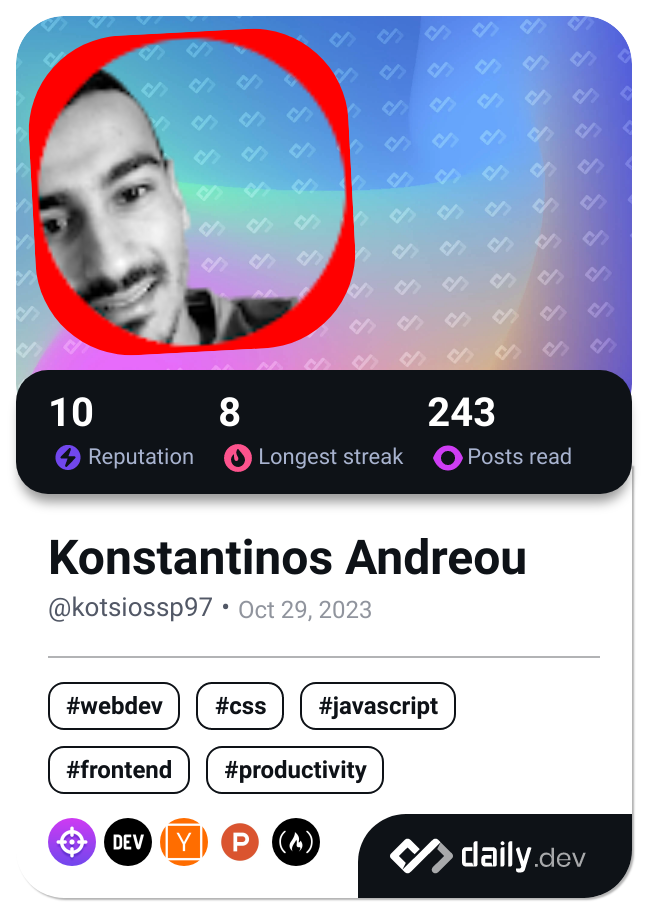 10 8 243
Reputation Longest streak Posts read
Konstantinos Andreou
@kotsiossp97 • Oct 29, 2023
#webdev #css #javascript
#frontend #productivity
DEV Y P
daily.dev